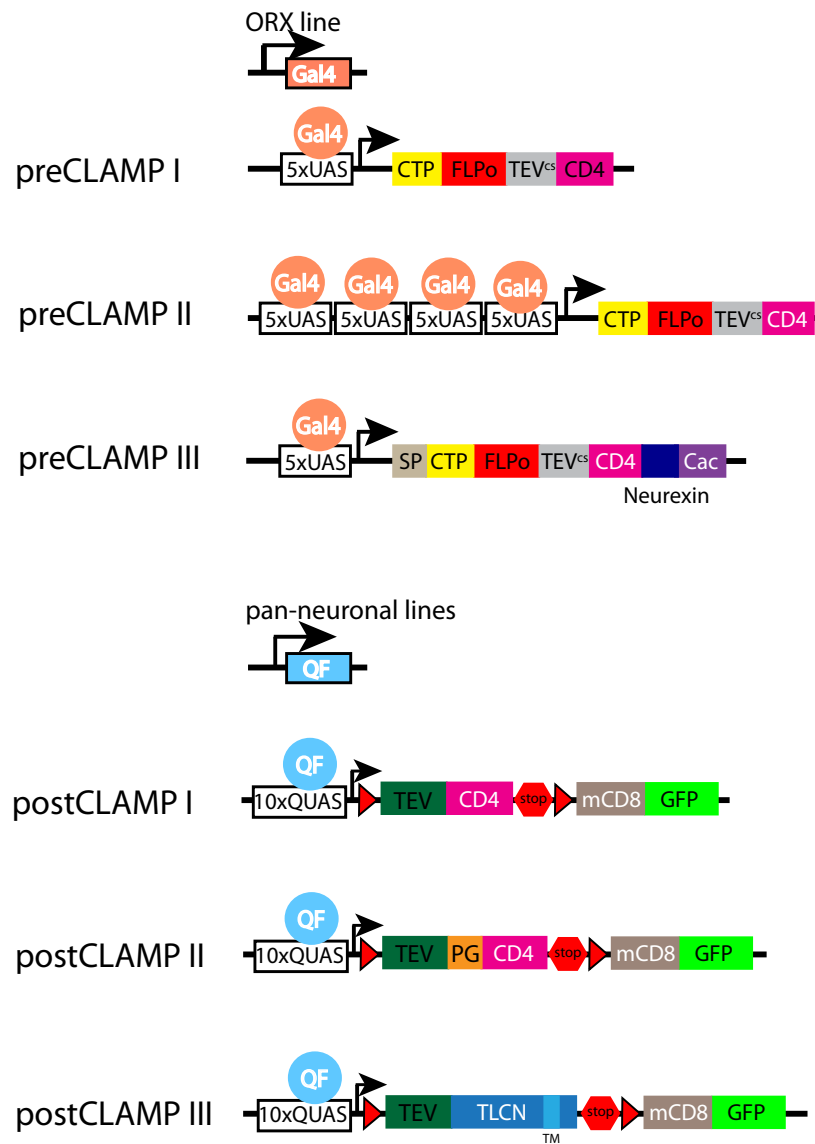 ORX line
Gal4
Gal4
preCLAMP I 5xUAS CTP FLPo TEVcs CD4
Gal4 Gal4 Gal4 Gal4
preCLAMP II 5xUAS 5xUAS 5xUAS 5xUAS CTP FLPo TEVcs CD4
Gal4
preCLAMP III 5xUAS SP CTP FLPo TEVcs CD4 Cac
Neurexin
pan-neuronal lines
QF
QF
postCLAMP I 10xQUAS TEV CD4 stop mCD8 GFP
QF
postCLAMP II 10xQUAS TEV PG CD4 stop mCD8 GFP
QF
postCLAMP III 10xQUAS TEV TLCN stop mCD8 GFP
TM